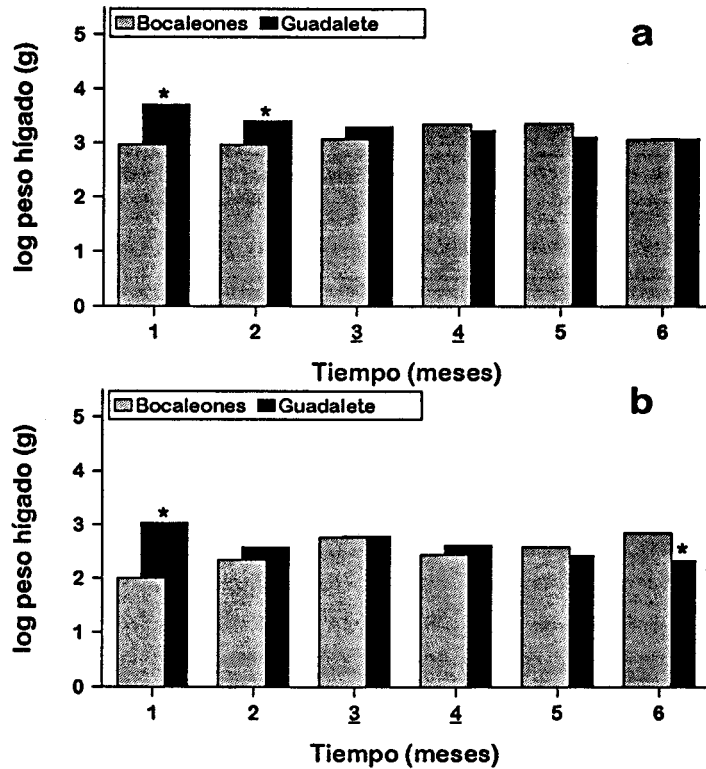 Bocaleones Guadalete
a
log peso hígado (g)
5
4
3
2
1
0
* *
1 2 3 4 5 6
Tiempo (meses)
Bocaleones Guadalete
b
log peso hígado (g)
5
4
3
2
1
0
* *
1 2 3 4 5 6
Tiempo (meses)